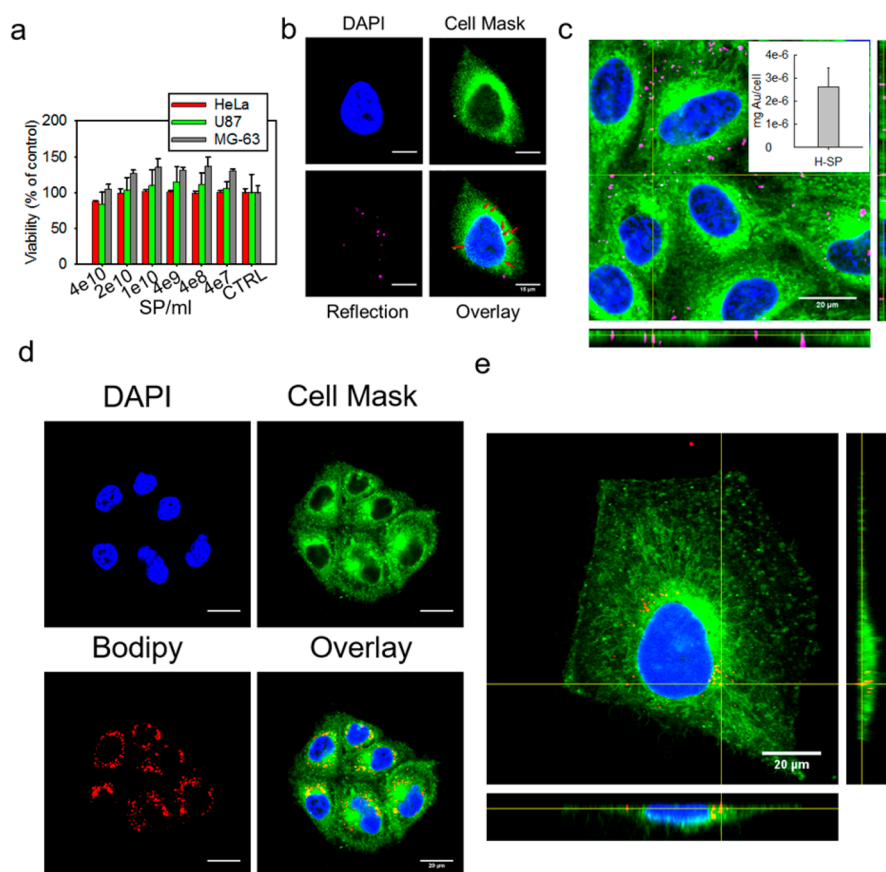 a
HeLa
U87
MG-63
Viability (% of control)
200
150
100
50
0
4e10
2e10
1e10
4e9
4e8
4e7
CTRL
SP/ml
b
DAPI
Cell Mask
Reflection
Overlay
15 µm
c
mg Au/cell
4e-6
3e-6
2e-6
1e-6
0
H-SP
20 µm
d
DAPI
Cell Mask
Bodipy
Overlay
20 µm
e
20 µm